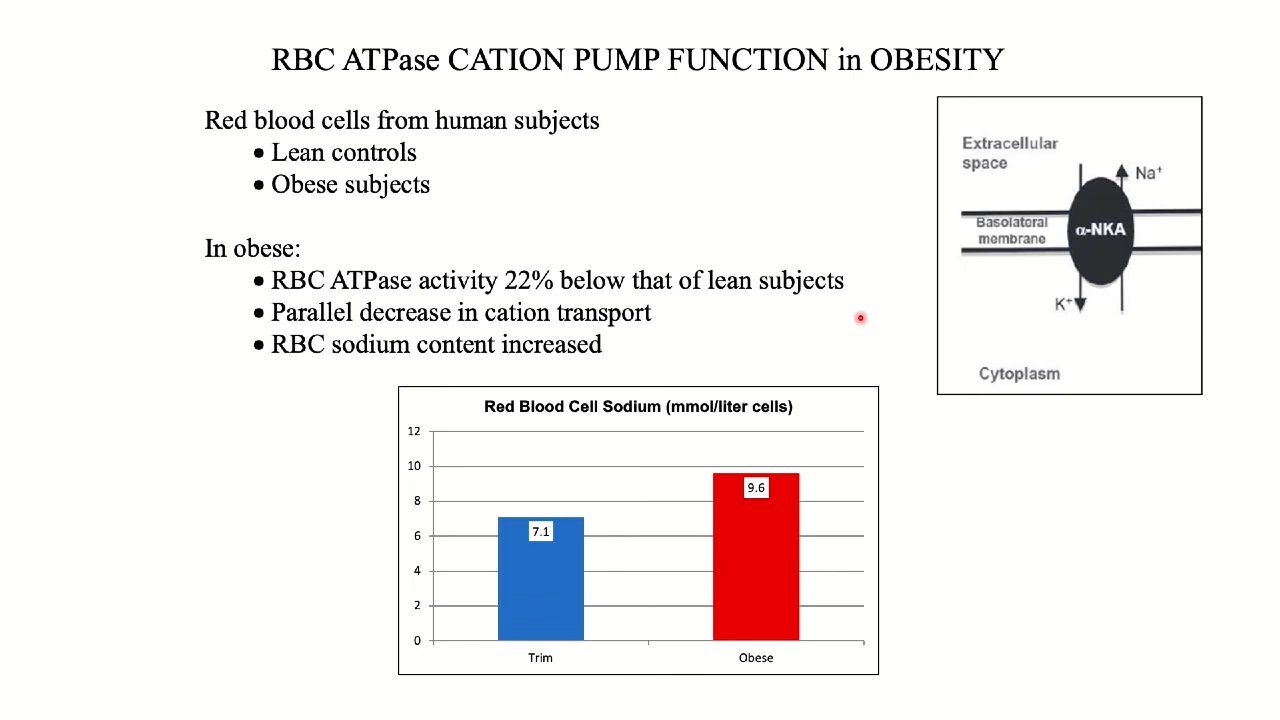 RBC ATPase CATION PUMP FUNCTION in OBESITY
Red blood cells from human subjects
• Lean controls
• Obese subjects
In obese:
• RBC ATPase activity 22% below that of lean subjects
• Parallel decrease in cation transport
• RBC sodium content increased
Extracellular
space
Na⁺
Basolateral
membrane
α-NKA
K⁺
Cytoplasm
Red Blood Cell Sodium (mmol/liter cells)
12
10
8
6
4
2
0
7.1
9.6
Trim
Obese